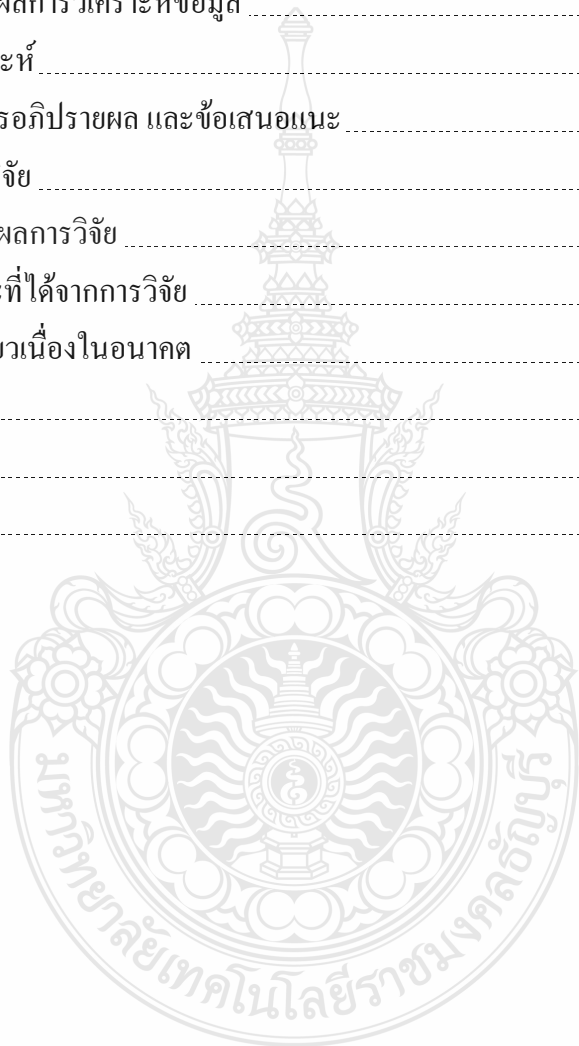 ผลการวิเคราะห์ข้อมูล
ะห์
รอภิปรายผล และข้อเสนอแนะ
จัย
ผลการวิจัย
ะที่ได้จากการวิจัย
ยวเนื่องในอนาคต
มหาวิทยาลัยเทคโนโลยีราชมงคลธัญบุรี